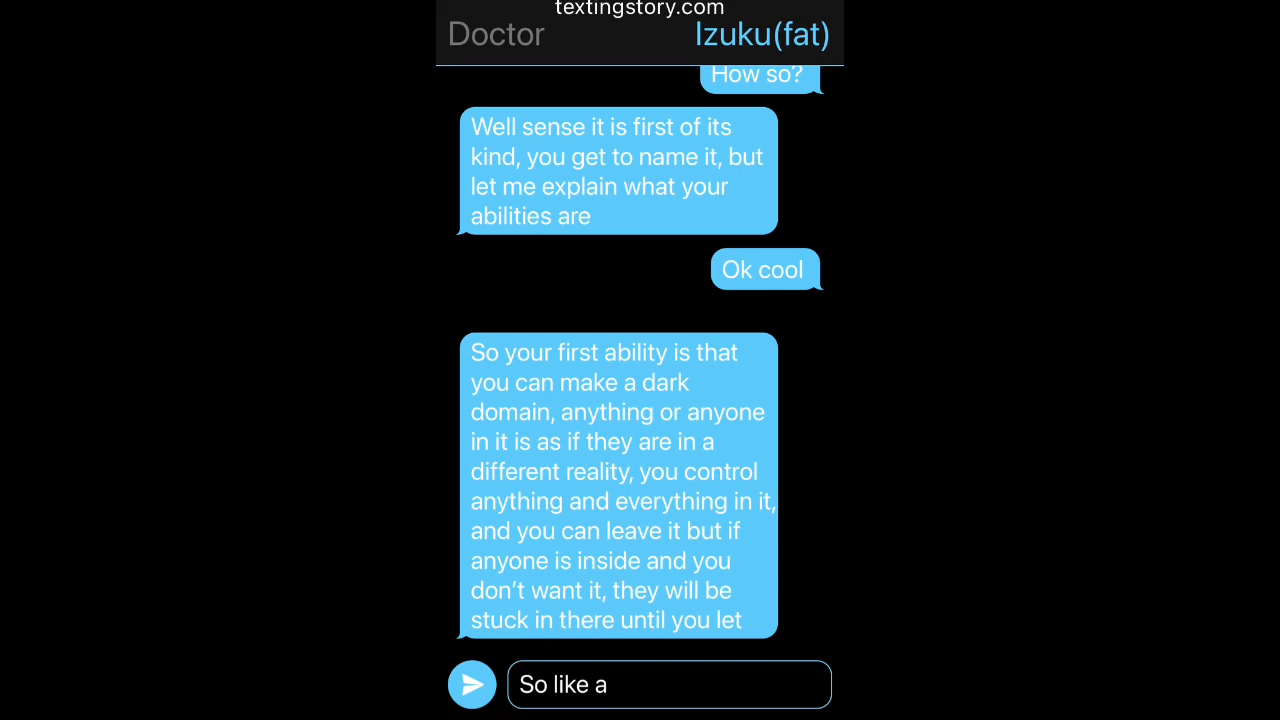 textingstory.com
Doctor
Izuku(fat)
How so?
Well sense it is first of its
kind, you get to name it, but
let me explain what your
abilities are
Ok cool
So your first ability is that
you can make a dark
domain, anything or anyone
in it is as if they are in a
different reality, you control
anything and everything in it,
and you can leave it but if
anyone is inside and you
don’t want it, they will be
stuck in there until you let
So like a